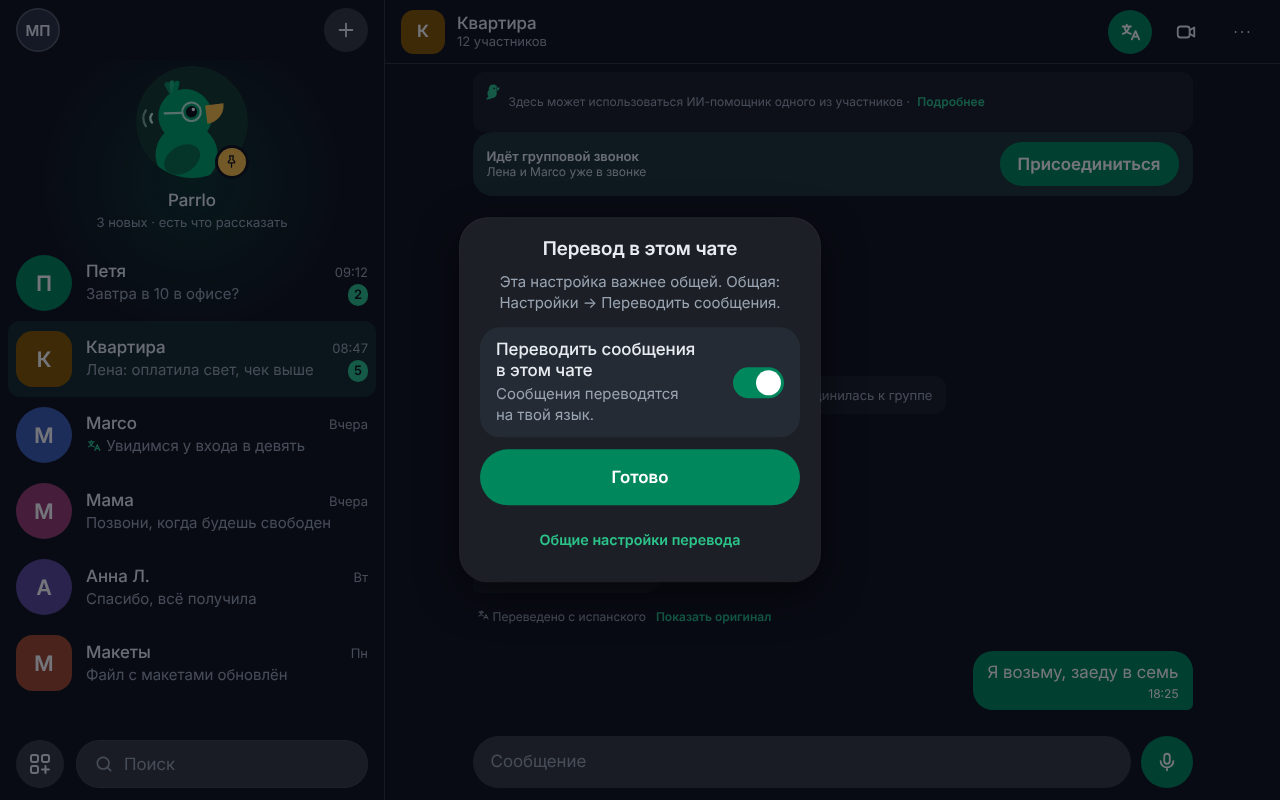 МП
Parrlo
3 новых · есть что рассказать
П
Петя
09:12
Завтра в 10 в офисе?
2
К
Квартира
08:47
Лена: оплатила свет, чек выше
5
M
Marco
Вчера
Увидимся у входа в девять
М
Мама
Вчера
Позвони, когда будешь свободен
А
Анна Л.
Вт
Спасибо, всё получила
М
Макеты
Пн
Файл с макетами обновлён
Поиск
К
Квартира
12 участников
Здесь может использоваться ИИ-помощник одного из участников · Подробнее
Идёт групповой звонок
Лена и Marco уже в звонке
Присоединиться
Перевод в этом чате
Эта настройка важнее общей. Общая:
Настройки → Переводить сообщения.
Переводить сообщения
в этом чате
Сообщения переводятся
на твой язык.
Готово
Общие настройки перевода
к группе
Переведено с испанского Показать оригинал
Я возьму, заеду в семь
18:25
Сообщение